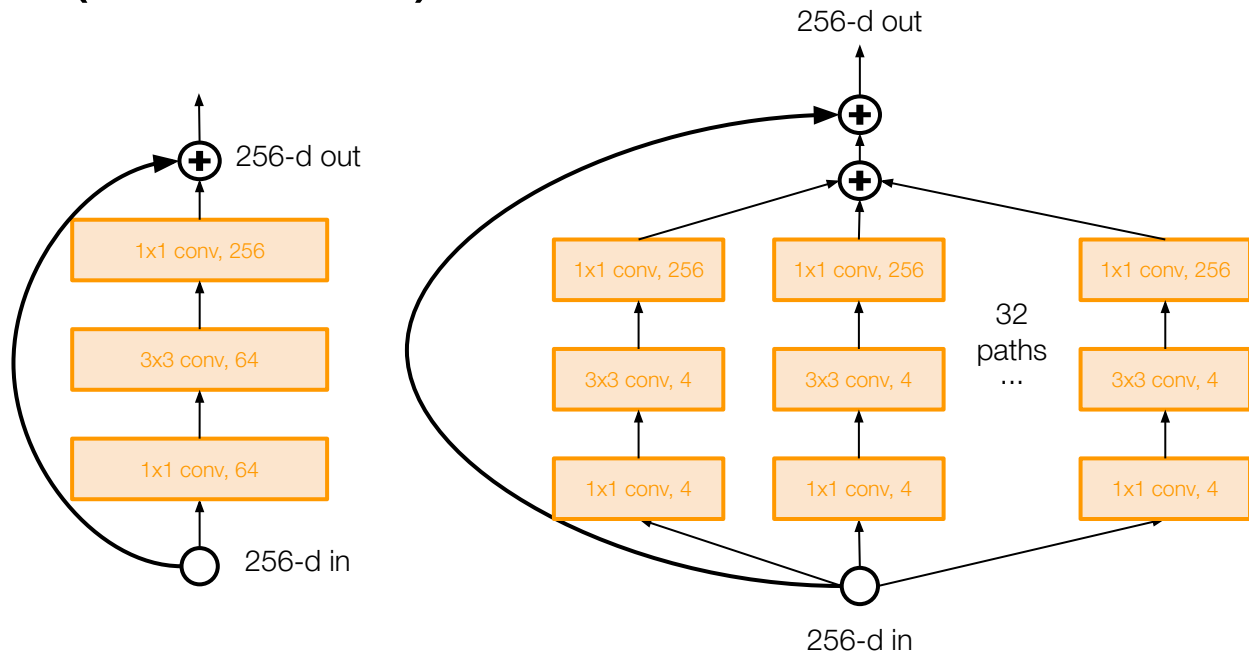 256-d out
1x1 conv, 256
3x3 conv, 64
1x1 conv, 64
256-d in
256-d out
1x1 conv, 256
1x1 conv, 256
1x1 conv, 256
32
paths
...
3x3 conv, 4
3x3 conv, 4
3x3 conv, 4
1x1 conv, 4
1x1 conv, 4
1x1 conv, 4
256-d in